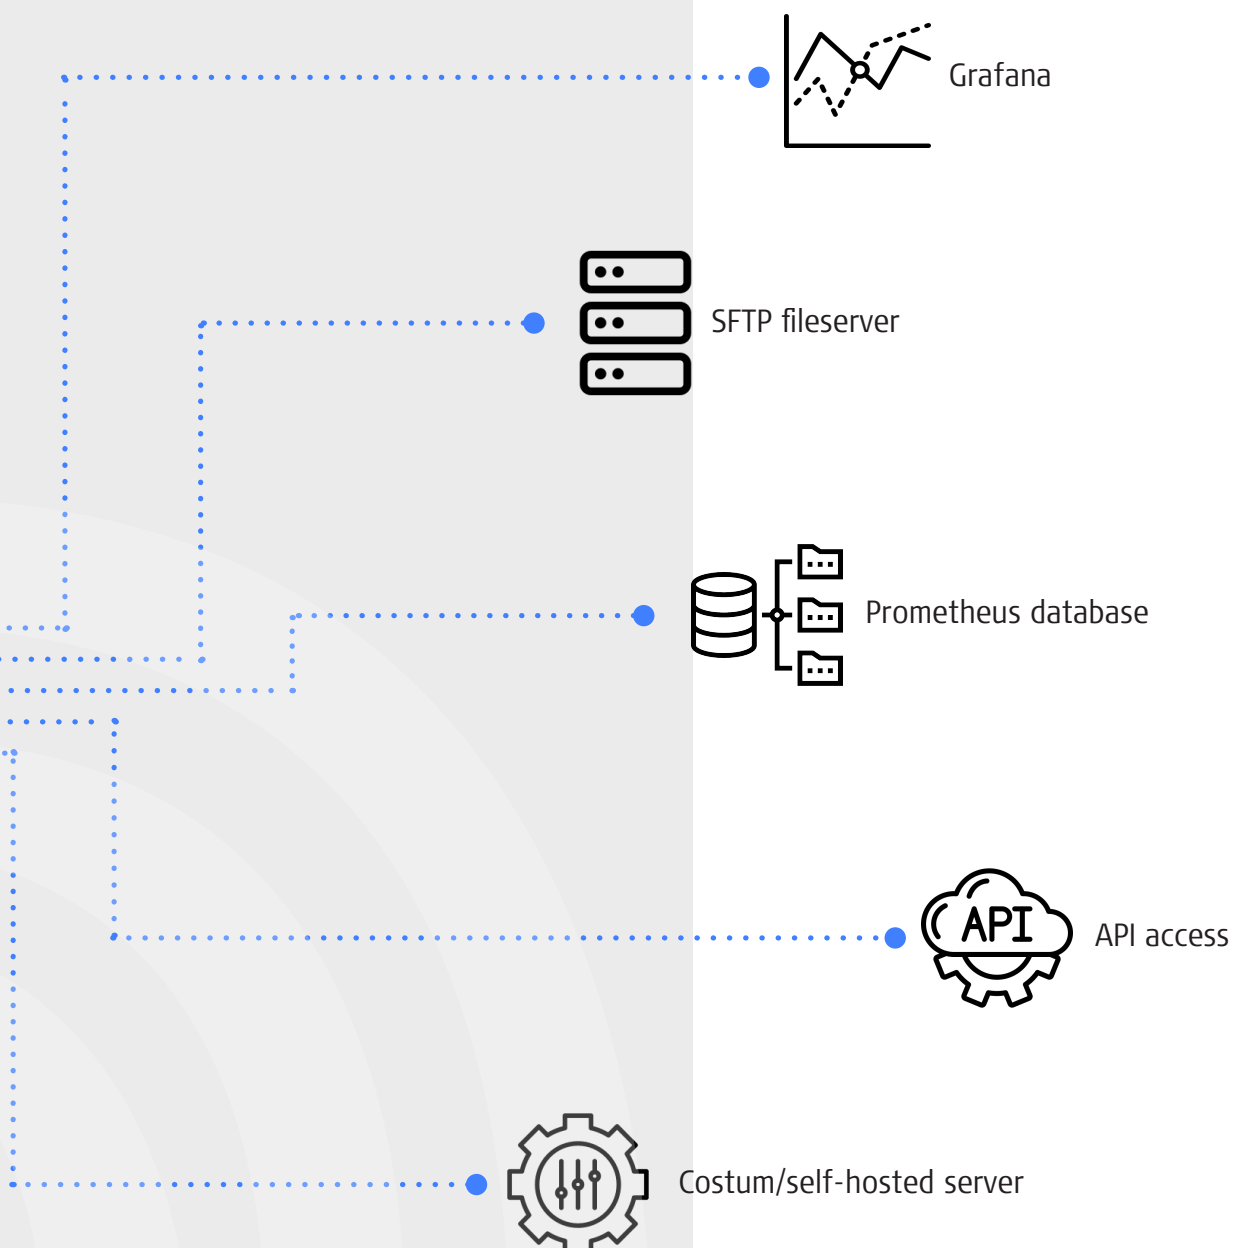 Grafana
SFTP fileserver
Prometheus database
API
API access
Costum/self-hosted server